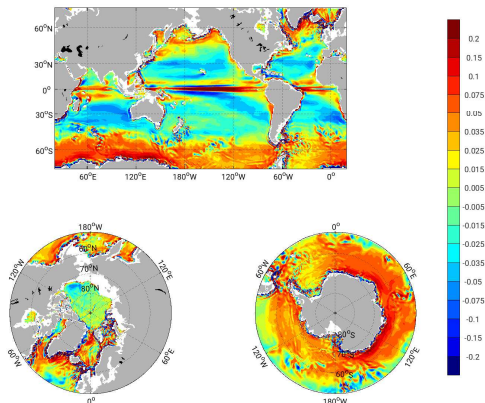 60°N
30°N
0°
30°S
60°S
60°E
120°E
180°W
120°W
60°W
0°
0.2
0.15
0.1
0.075
0.05
0.035
0.025
0.015
0.005
-0.005
-0.015
-0.025
-0.035
-0.05
-0.075
-0.1
-0.15
-0.2
180°W
120°W
120°E
60°N
70°N
80°N
60°W
60°E
0°
0°
60°W
60°E
80°S
70°S
60°S
120°W
120°E
180°W